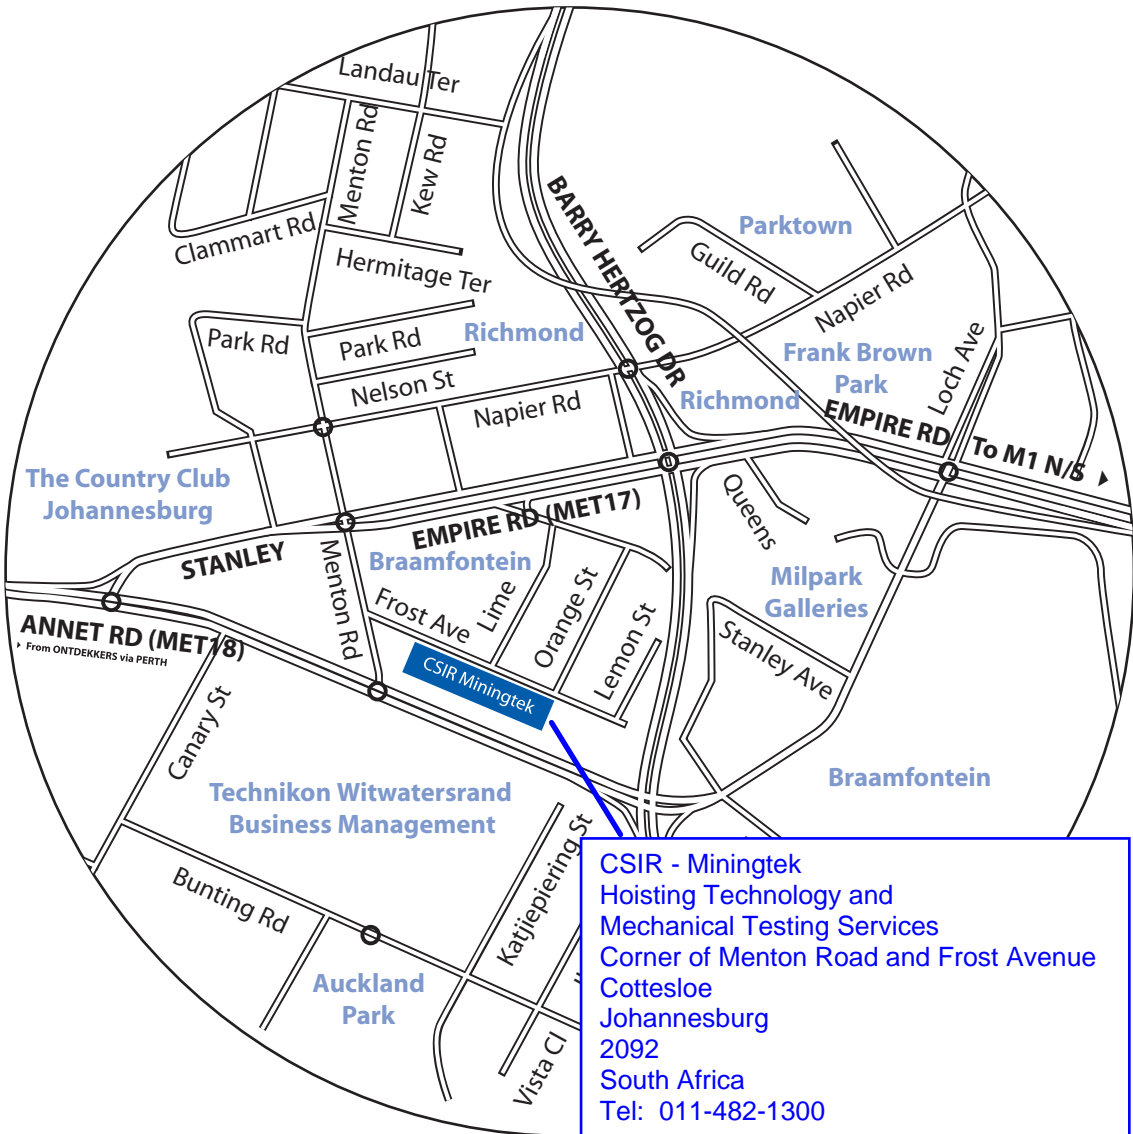 Landau Ter
Menton Rd
Kew Rd
Clammart Rd
Hermitage Ter
BARRY HERTZOG DR
Parktown
Guild Rd
Napier Rd
Park Rd
Park Rd
Richmond
Nelson St
Napier Rd
Frank Brown
Park
Loch Ave
Richmond
EMPIRE RD
To M1 N/S
The Country Club
Johannesburg
STANLEY
EMPIRE RD (MET17)
Queens
Menton Rd
Braamfontein
Frost Ave
Lime
Orange St
Lemon St
Milpark
Galleries
Stanley Ave
ANNET RD (MET18)
From ONTDEKKERS via PERTH
CSIR Miningtek
Canary St
Technikon Witwatersrand
Business Management
Braamfontein
Bunting Rd
Katjiepiering St
Auckland
Park
Vista Cl
CSIR - Miningtek
Hoisting Technology and
Mechanical Testing Services
Corner of Menton Road and Frost Avenue
Cottesloe
Johannesburg
2092
South Africa
Tel: 011-482-1300